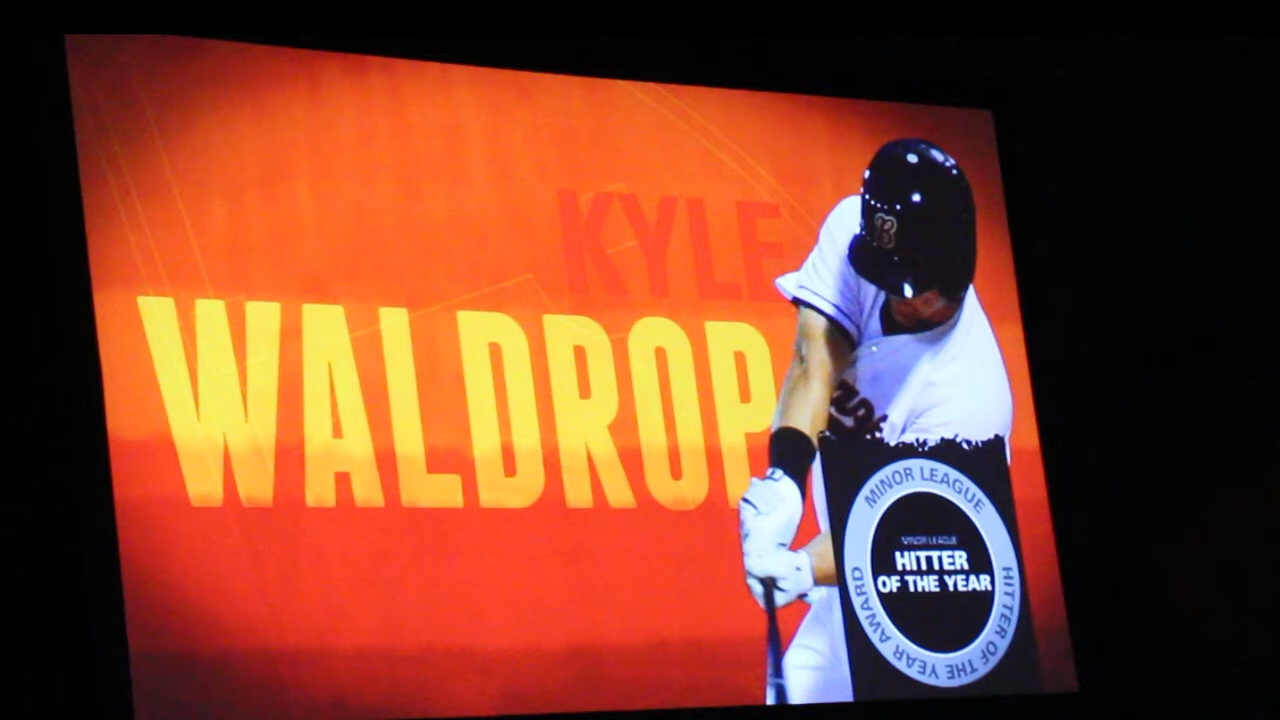 KYLE
WALDROP
B
MINOR LEAGUE
MINOR LEAGUE
HITTER
OF THE YEAR
HITTER OF THE YEAR AWARD